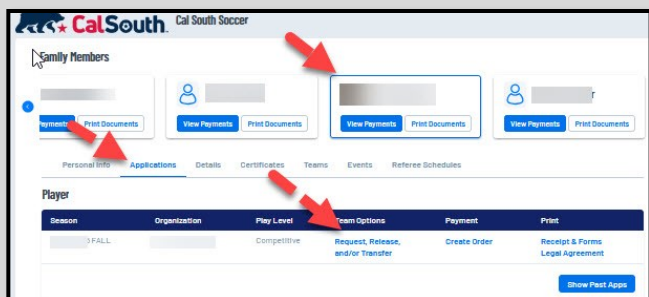 CalSouth. Cal South Soccer
Family Members
Payments Print Documents View Payments Print Documents View Payments Print Documents View Payments Print Documents
Personal Info Applications Details Certificates Teams Events Referee Schedules
Player
Season Organization Play Level Team Options Payment Print
FALL Competitive Request, Release, Create Order Receipt & Forms
and/or Transfer Legal Agreement
Show Past Apps